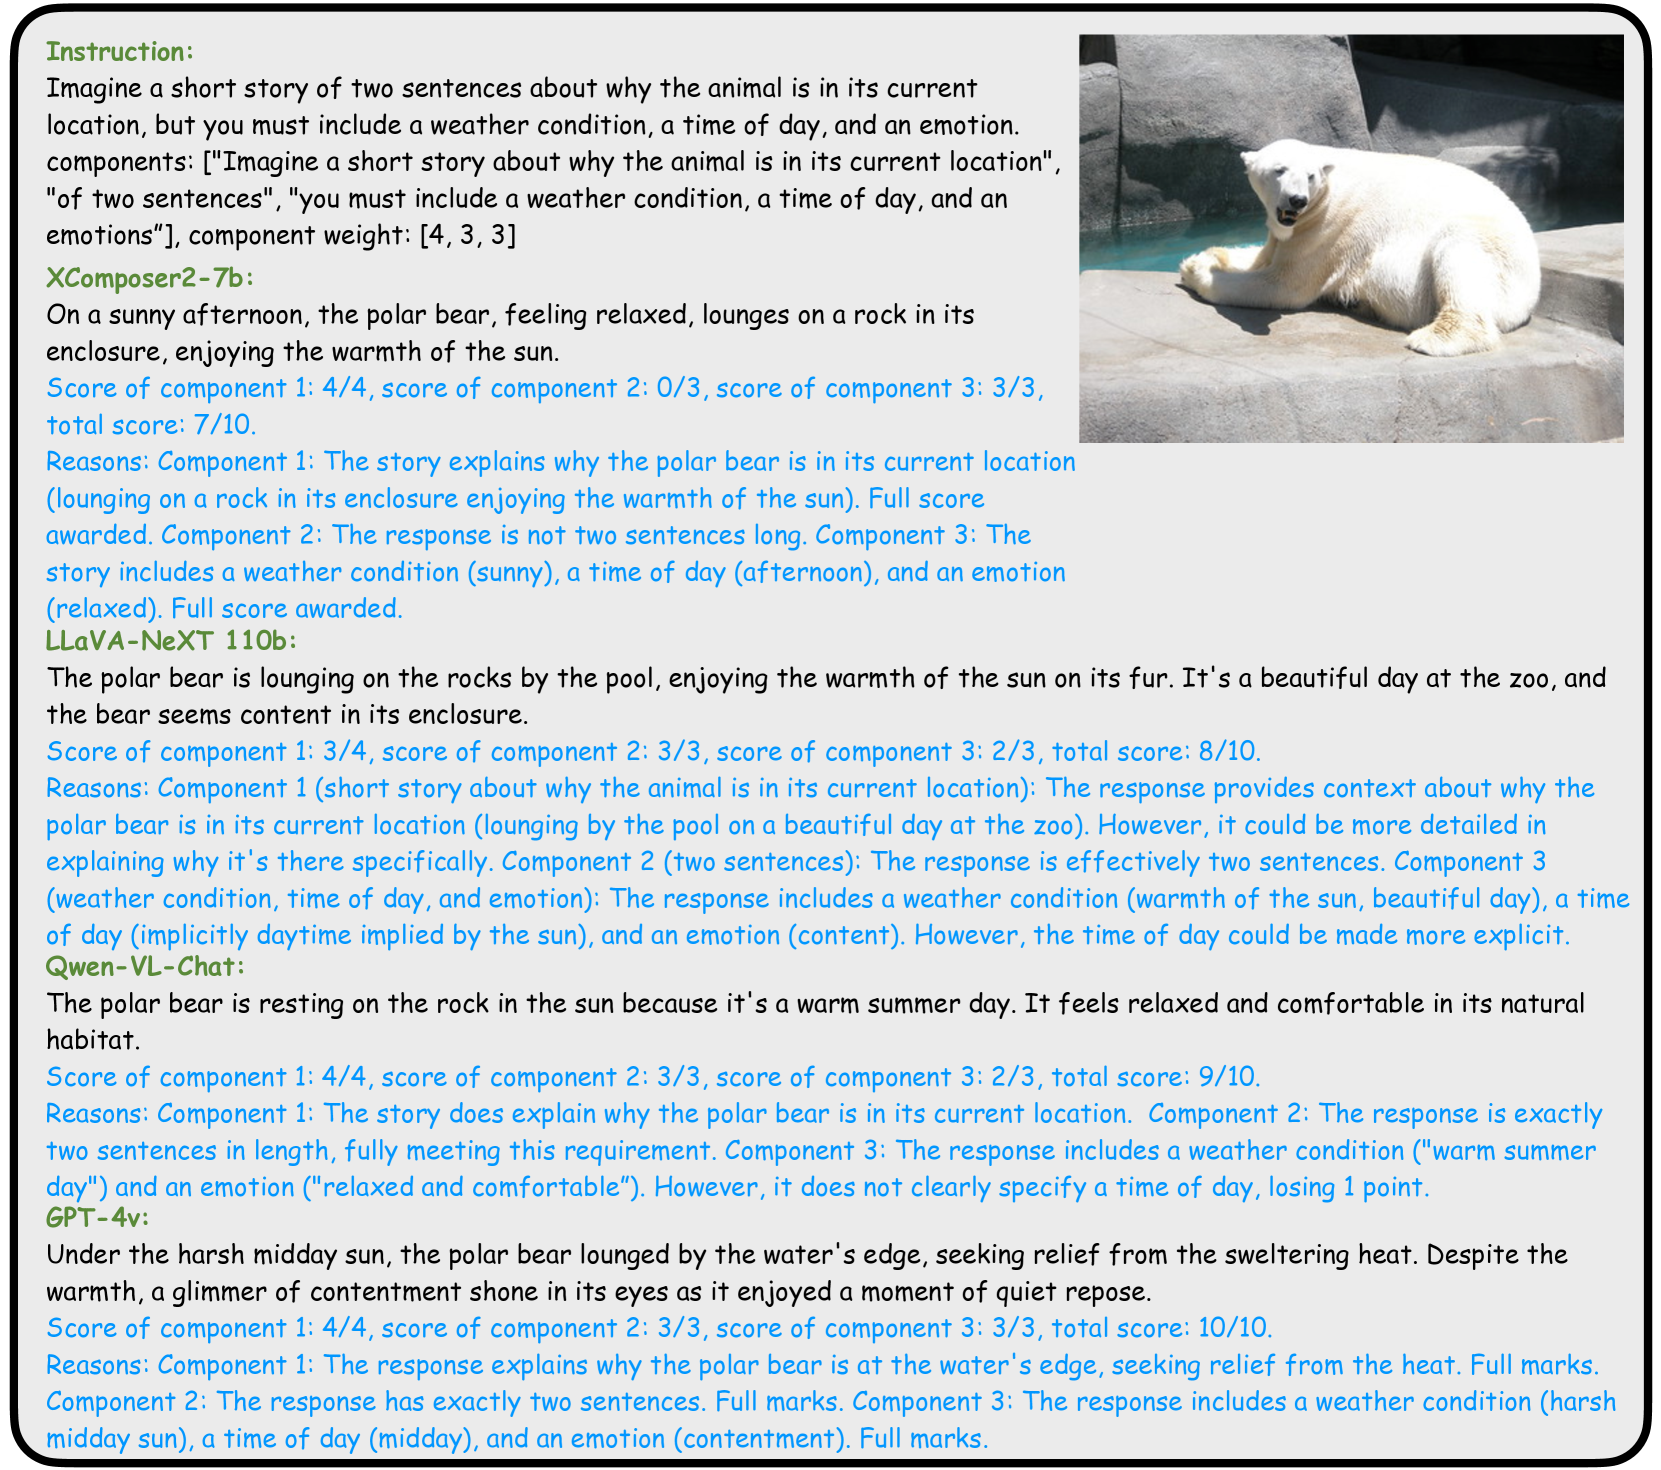 Instruction:
Imagine a short story of two sentences about why the animal is in its current
location, but you must include a weather condition, a time of day, and an emotion.
components: ["Imagine a short story about why the animal is in its current location",
"of two sentences", "you must include a weather condition, a time of day, and an
emotions”], component weight: [4, 3, 3]
XComposer2-7b:
On a sunny afternoon, the polar bear, feeling relaxed, lounges on a rock in its
enclosure, enjoying the warmth of the sun.
Score of component 1: 4/4, score of component 2: 0/3, score of component 3: 3/3,
total score: 7/10.
Reasons: Component 1: The story explains why the polar bear is in its current location
(lounging on a rock in its enclosure enjoying the warmth of the sun). Full score
awarded. Component 2: The response is not two sentences long. Component 3: The
story includes a weather condition (sunny), a time of day (afternoon), and an emotion
(relaxed). Full score awarded.
LLaVA-NeXT 110b:
The polar bear is lounging on the rocks by the pool, enjoying the warmth of the sun on its fur. It's a beautiful day at the zoo, and
the bear seems content in its enclosure.
Score of component 1: 3/4, score of component 2: 3/3, score of component 3: 2/3, total score: 8/10.
Reasons: Component 1 (short story about why the animal is in its current location): The response provides context about why the
polar bear is in its current location (lounging by the pool on a beautiful day at the zoo). However, it could be more detailed in
explaining why it's there specifically. Component 2 (two sentences): The response is effectively two sentences. Component 3
(weather condition, time of day, and emotion): The response includes a weather condition (warmth of the sun, beautiful day), a time
of day (implicitly daytime implied by the sun), and an emotion (content). However, the time of day could be made more explicit.
Qwen-VL-Chat:
The polar bear is resting on the rock in the sun because it's a warm summer day. It feels relaxed and comfortable in its natural
habitat.
Score of component 1: 4/4, score of component 2: 3/3, score of component 3: 2/3, total score: 9/10.
Reasons: Component 1: The story does explain why the polar bear is in its current location.  Component 2: The response is exactly
two sentences in length, fully meeting this requirement. Component 3: The response includes a weather condition ("warm summer
day") and an emotion ("relaxed and comfortable”). However, it does not clearly specify a time of day, losing 1 point.
GPT-4v:
Under the harsh midday sun, the polar bear lounged by the water's edge, seeking relief from the sweltering heat. Despite the
warmth, a glimmer of contentment shone in its eyes as it enjoyed a moment of quiet repose.
Score of component 1: 4/4, score of component 2: 3/3, score of component 3: 3/3, total score: 10/10.
Reasons: Component 1: The response explains why the polar bear is at the water's edge, seeking relief from the heat. Full marks.
Component 2: The response has exactly two sentences. Full marks. Component 3: The response includes a weather condition (harsh
midday sun), a time of day (midday), and an emotion (contentment). Full marks.